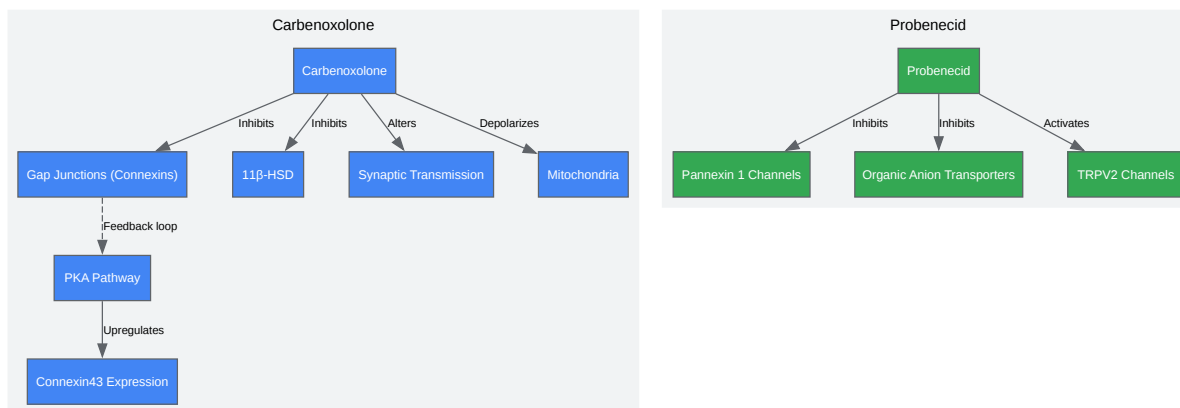 Carbenoxolone
Carbenoxolone
Inhibits
Inhibits
Alters
Depolarizes
Gap Junctions (Connexins)
11β-HSD
Synaptic Transmission
Mitochondria
Feedback loop
PKA Pathway
Upregulates
Connexin43 Expression
Probenecid
Probenecid
Inhibits
Inhibits
Activates
Pannexin 1 Channels
Organic Anion Transporters
TRPV2 Channels